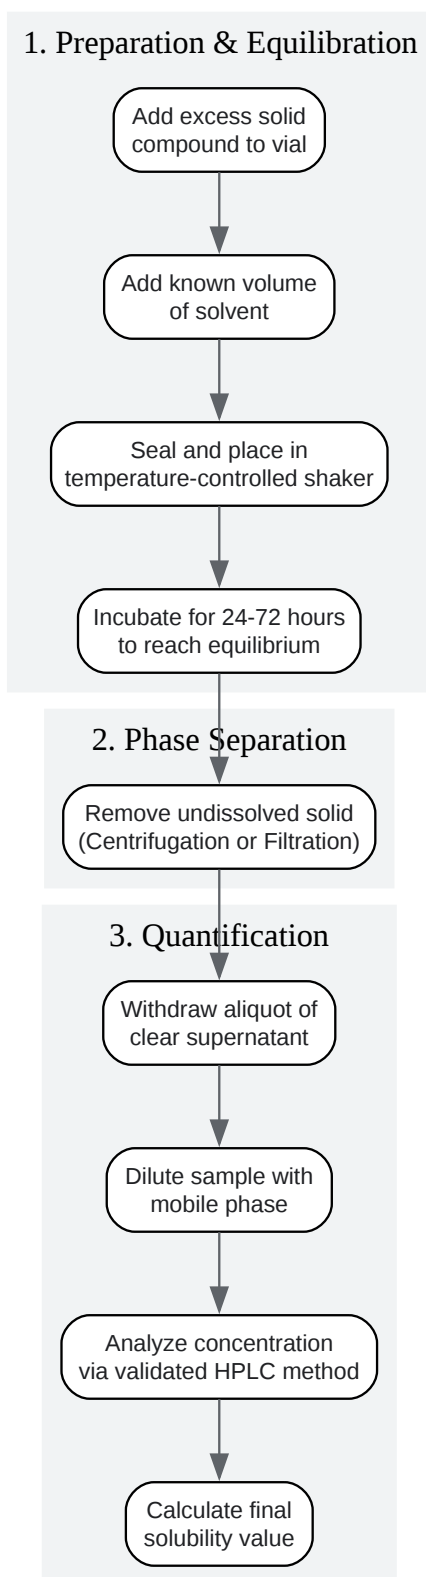 1. Preparation & Equilibration
Add excess solid
compound to vial
Add known volume
of solvent
Seal and place in
temperature-controlled shaker
Incubate for 24-72 hours
to reach equilibrium
2. Phase Separation
Remove undissolved solid
(Centrifugation or Filtration)
3. Quantification
Withdraw aliquot of
clear supernatant
Dilute sample with
mobile phase
Analyze concentration
via validated HPLC method
Calculate final
solubility value